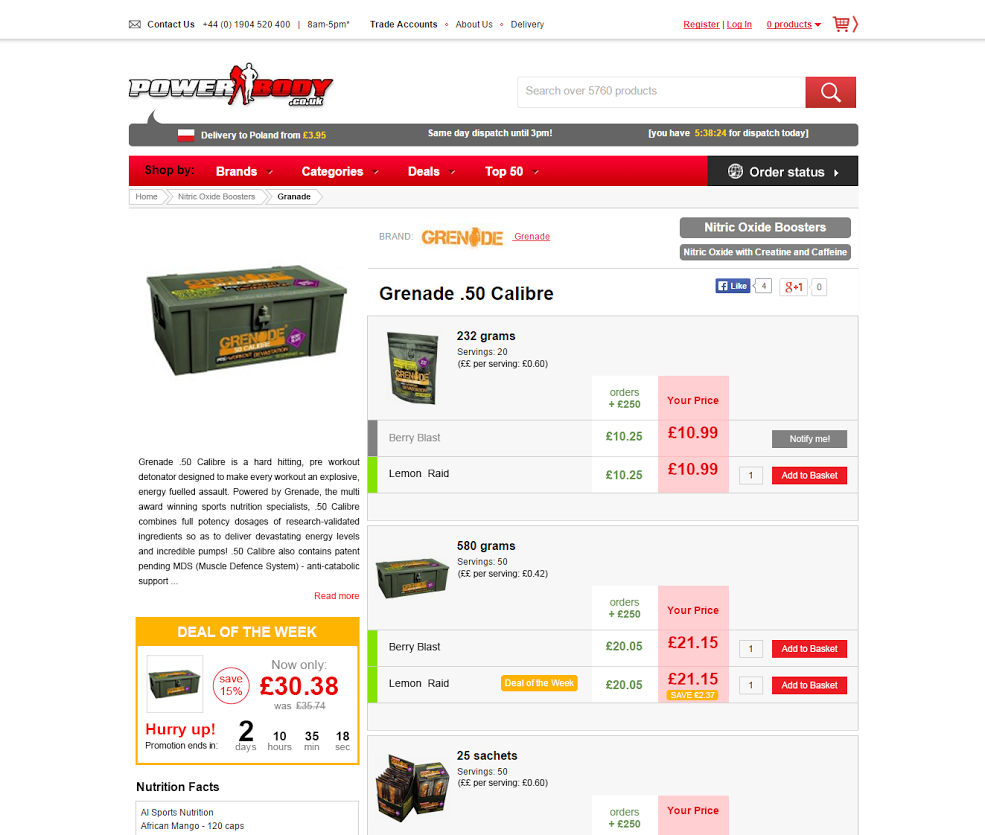 Contact Us +44 (0) 1904 520 400 | 8am-5pm* Trade Accounts About Us Delivery Register | Log In 0 products
POWERBODY
.co.uk
Search over 5760 products
Delivery to Poland from £3.95 Same day dispatch until 3pm! [you have 5:38:24 for dispatch today]
Shop by: Brands Categories Deals Top 50 Order status
Home Nitric Oxide Boosters Granade
BRAND: GRENADE Grenade
Nitric Oxide Boosters
Nitric Oxide with Creatine and Caffeine
Grenade .50 Calibre
Like 4 g+1 0
GRENADE
.50 CALIBRE
PRE-WORKOUT DEVASTATION
Grenade .50 Calibre is a hard hitting, pre workout
detonator designed to make every workout an explosive,
energy fuelled assault. Powered by Grenade, the multi
award winning sports nutrition specialists, .50 Calibre
combines full potency dosages of research-validated
ingredients so as to deliver devastating energy levels
and incredible pumps! .50 Calibre also contains patent
pending MDS (Muscle Defence System) - anti-catabolic
support ...
Read more
DEAL OF THE WEEK
save
15%
Now only:
£30.38
was £35.74
Hurry up!
Promotion ends in:
2 10 35 18
days hours min sec
Nutrition Facts
AI Sports Nutrition
African Mango - 120 caps
232 grams
Servings: 20
(££ per serving: £0.60)
GRENADE
orders
+ £250
Your Price
Berry Blast £10.25 £10.99 Notify me!
Lemon Raid £10.25 £10.99 1 Add to Basket
580 grams
Servings: 50
(££ per serving: £0.42)
orders
+ £250
Your Price
Berry Blast £20.05 £21.15 1 Add to Basket
Lemon Raid Deal of the Week £20.05 £21.15 1 Add to Basket
SAVE £2.37
25 sachets
Servings: 50
(££ per serving: £0.60)
orders
+ £250
Your Price